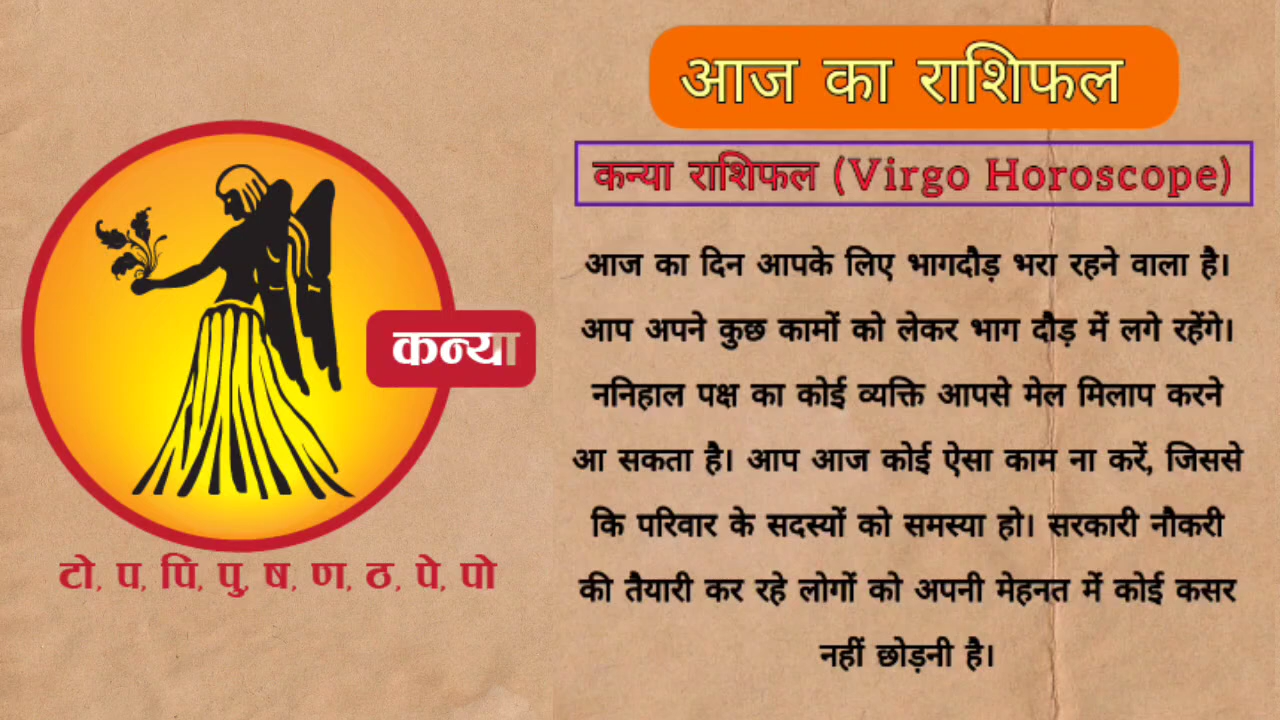 आज का राशिफल
कन्या राशिफल (Virgo Horoscope)
आज का दिन आपके लिए भागदौड़ भरा रहने वाला है।
आप अपने कुछ कामों को लेकर भाग दौड़ में लगे रहेंगे।
ननिहाल पक्ष का कोई व्यक्ति आपसे मेल मिलाप करने
आ सकता है। आप आज कोई ऐसा काम ना करें, जिससे
कि परिवार के सदस्यों को समस्या हो। सरकारी नौकरी
की तैयारी कर रहे लोगों को अपनी मेहनत में कोई कसर
नहीं छोड़नी है।
कन्या
टो, प, पि, पु, ष, ण, ठ, पे, पो